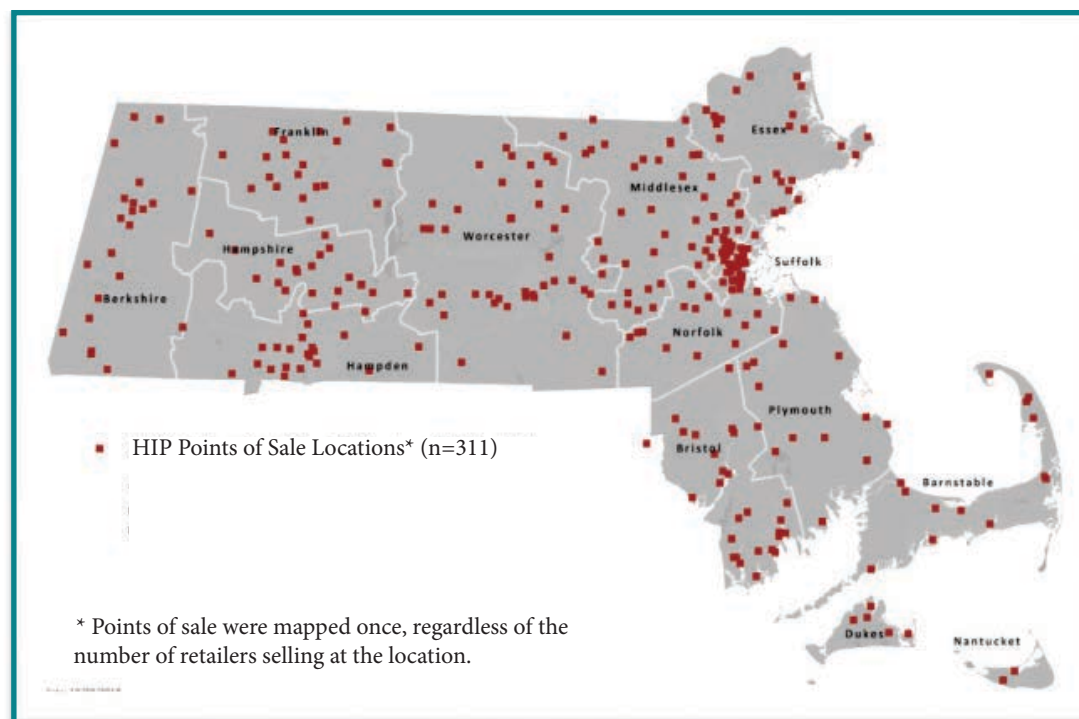 Essex
Franklin
Middlesex
Hampshire
Worcester
Suffolk
Berkshire
Norfolk
Hampden
Plymouth
HIP Points of Sale Locations* (n=311)
Bristol
Barnstable
* Points of sale were mapped once, regardless of the
number of retailers selling at the location.
Dukes
Nantucket